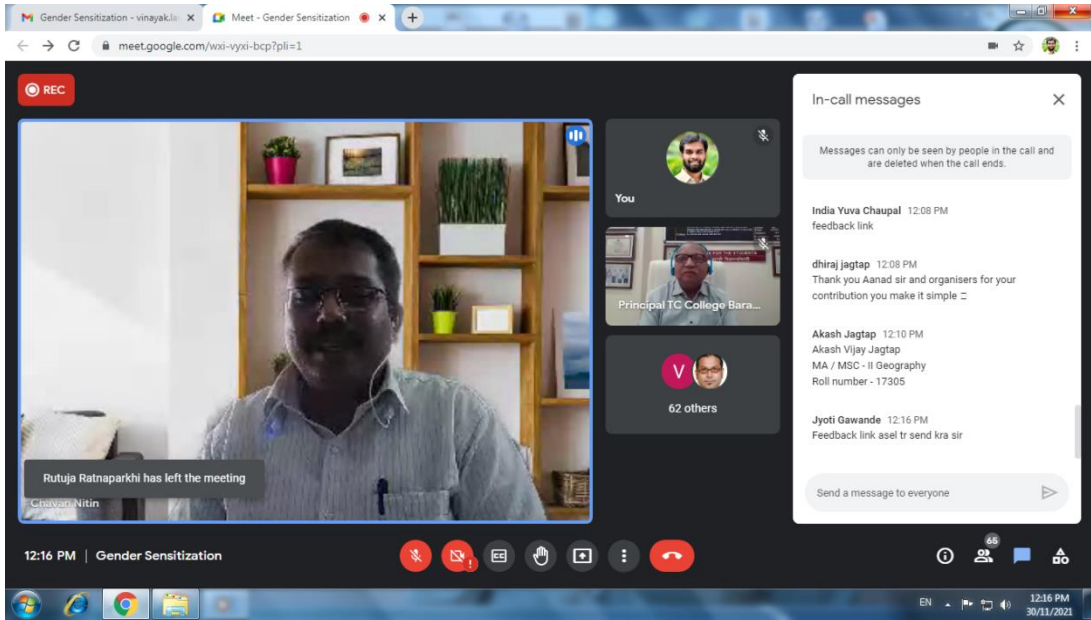 Gender Sensitization - vinayak.la
Meet - Gender Sensitization
meet.google.com/wxi-vyxi-bcp?pli=1
REC
You
Principal TC College Bara...
V
62 others
Rutuja Ratnaparkhi has left the meeting
Chavan Nitin
In-call messages
Messages can only be seen by people in the call and
are deleted when the call ends.
India Yuva Chaupal 12:08 PM
feedback link
dhiraj jagtap 12:08 PM
Thank you Aanad sir and organisers for your
contribution you make it simple
Akash Jagtap 12:10 PM
Akash Vijay Jagtap
MA / MSC - II Geography
Roll number - 17305
Jyoti Gawande 12:16 PM
Feedback link asel tr send kra sir
Send a message to everyone
12:16 PM | Gender Sensitization
CC
65
EN
12:16 PM
30/11/2021